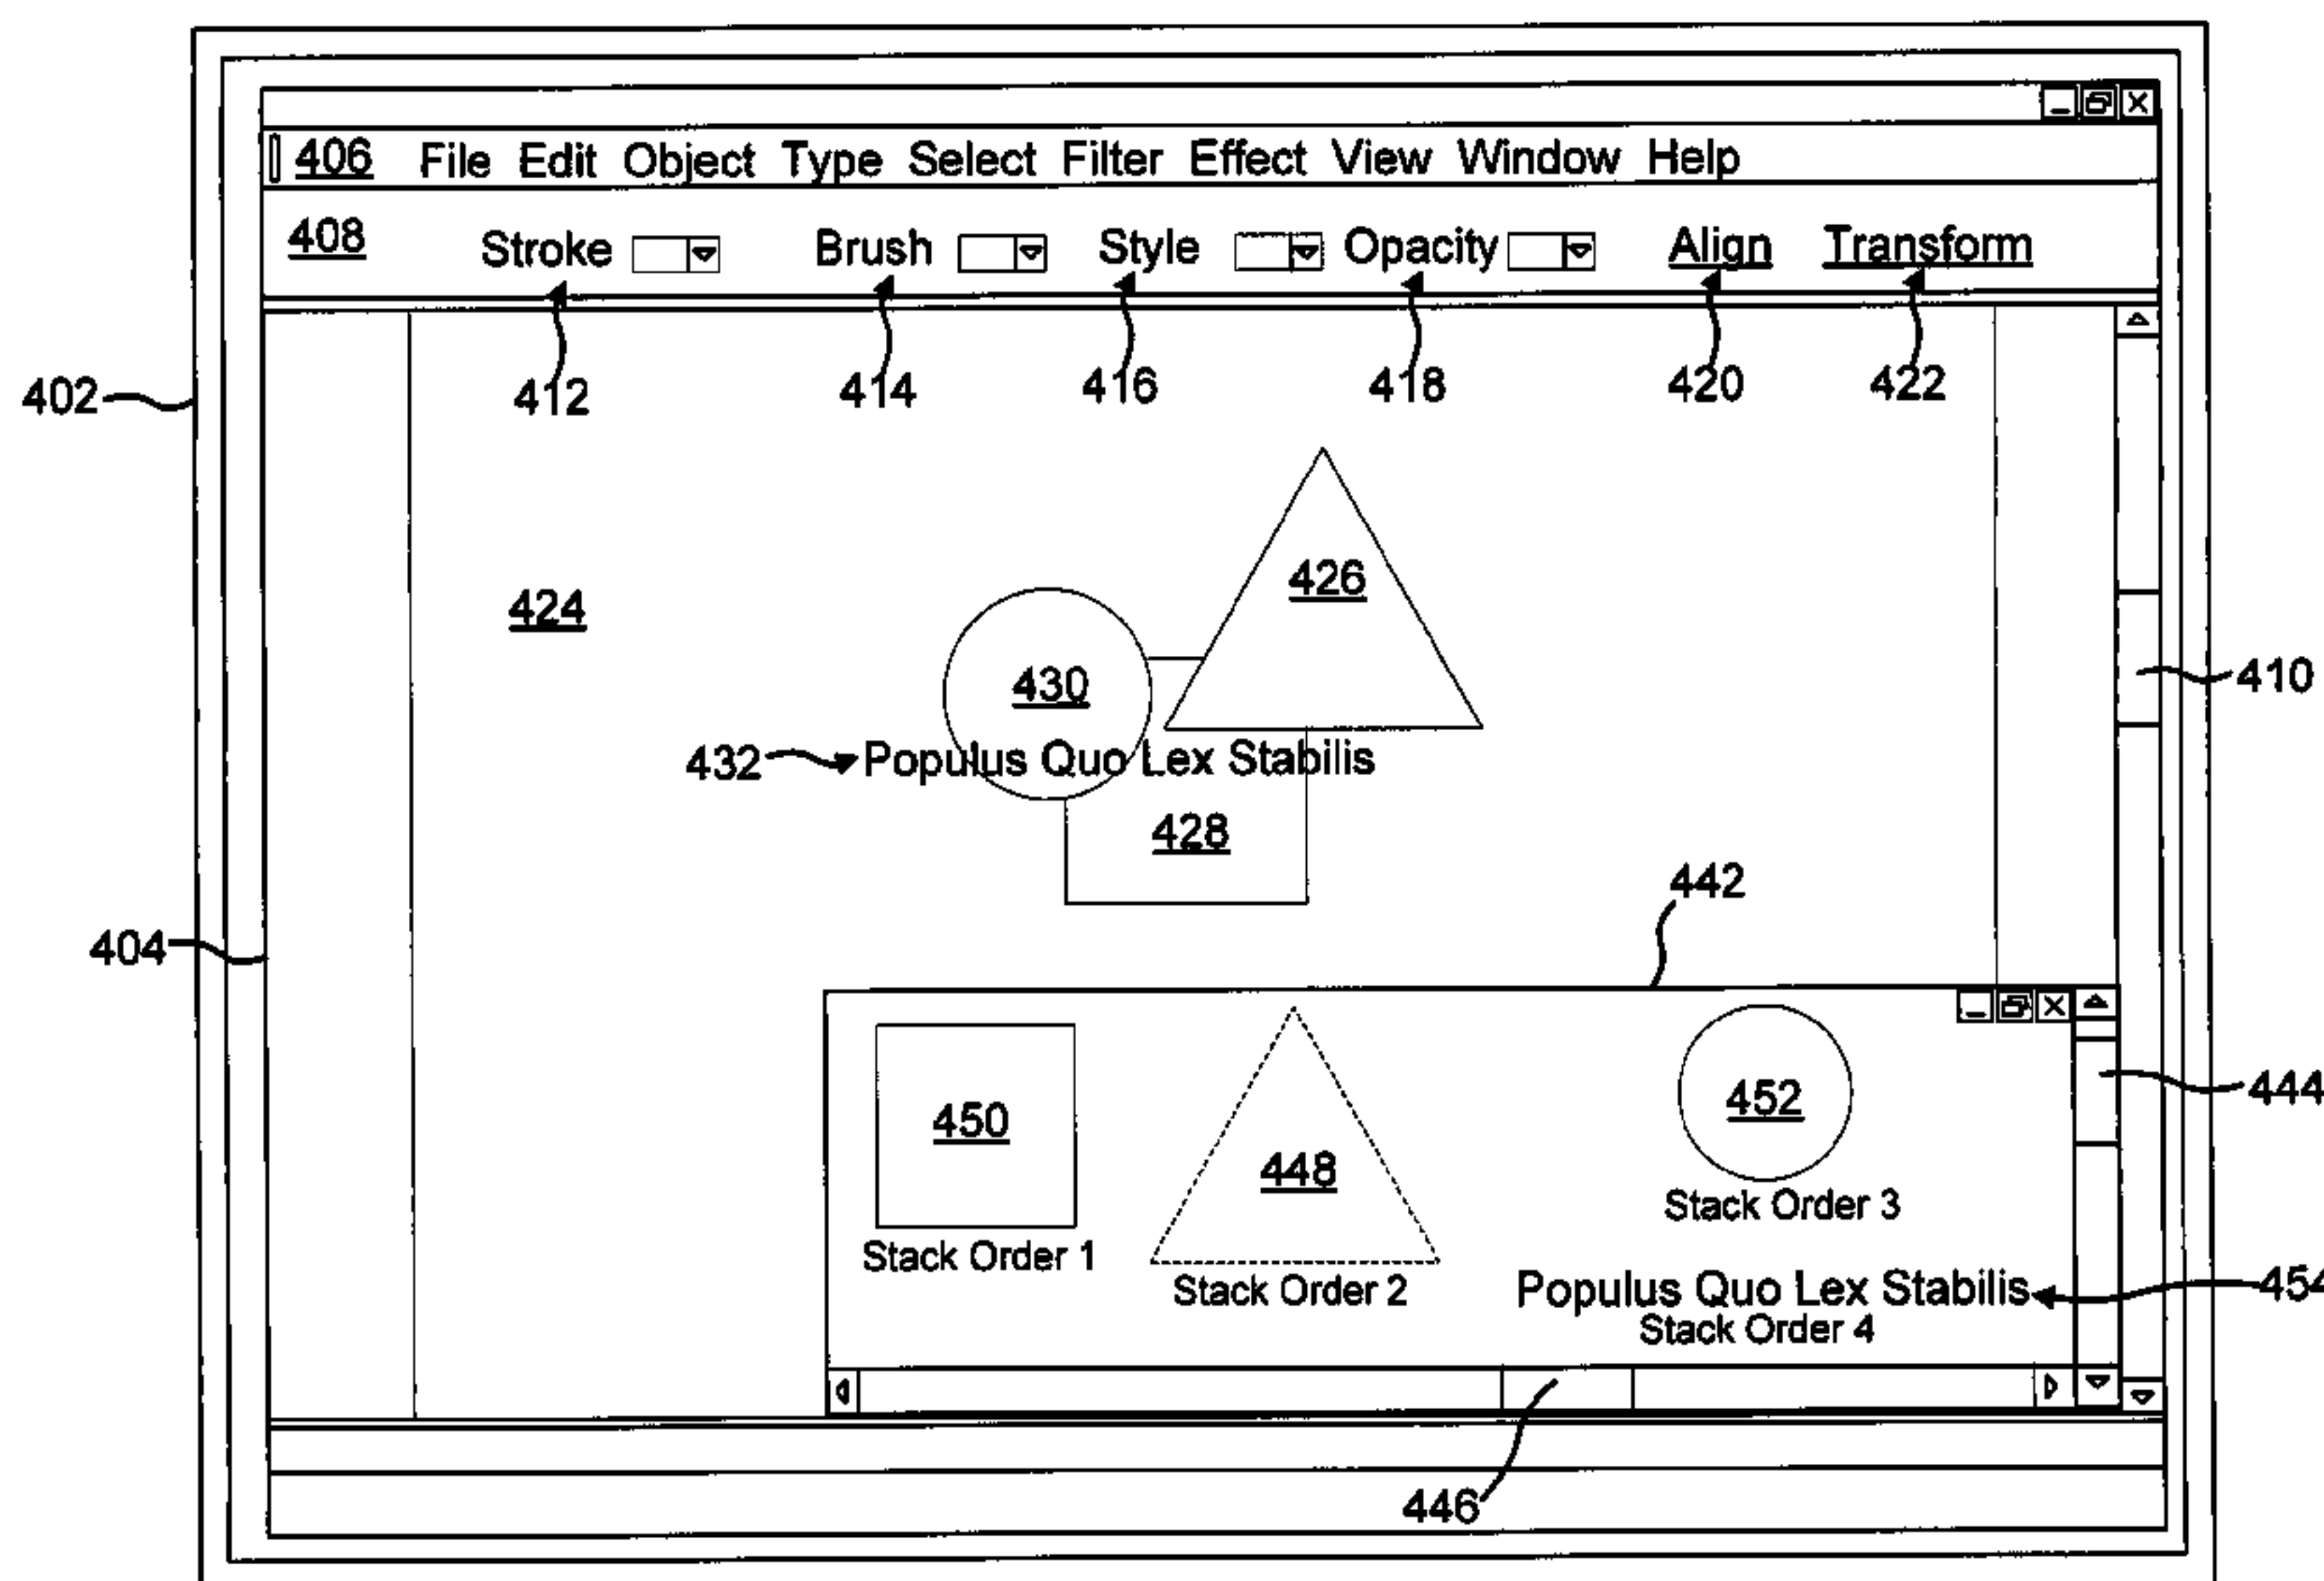 406 File Edit Object Type Select Filter Effect View Window Help
408 Stroke Brush Style Opacity Align Transform
402 412 414 416 418 420 422
426
424
430
410
432 Populus Quo Lex Stabilis
428
442
404
450
452
444
448
Stack Order 3
Stack Order 1
Stack Order 2
Populus Quo Lex Stabilis 454
Stack Order 4
446